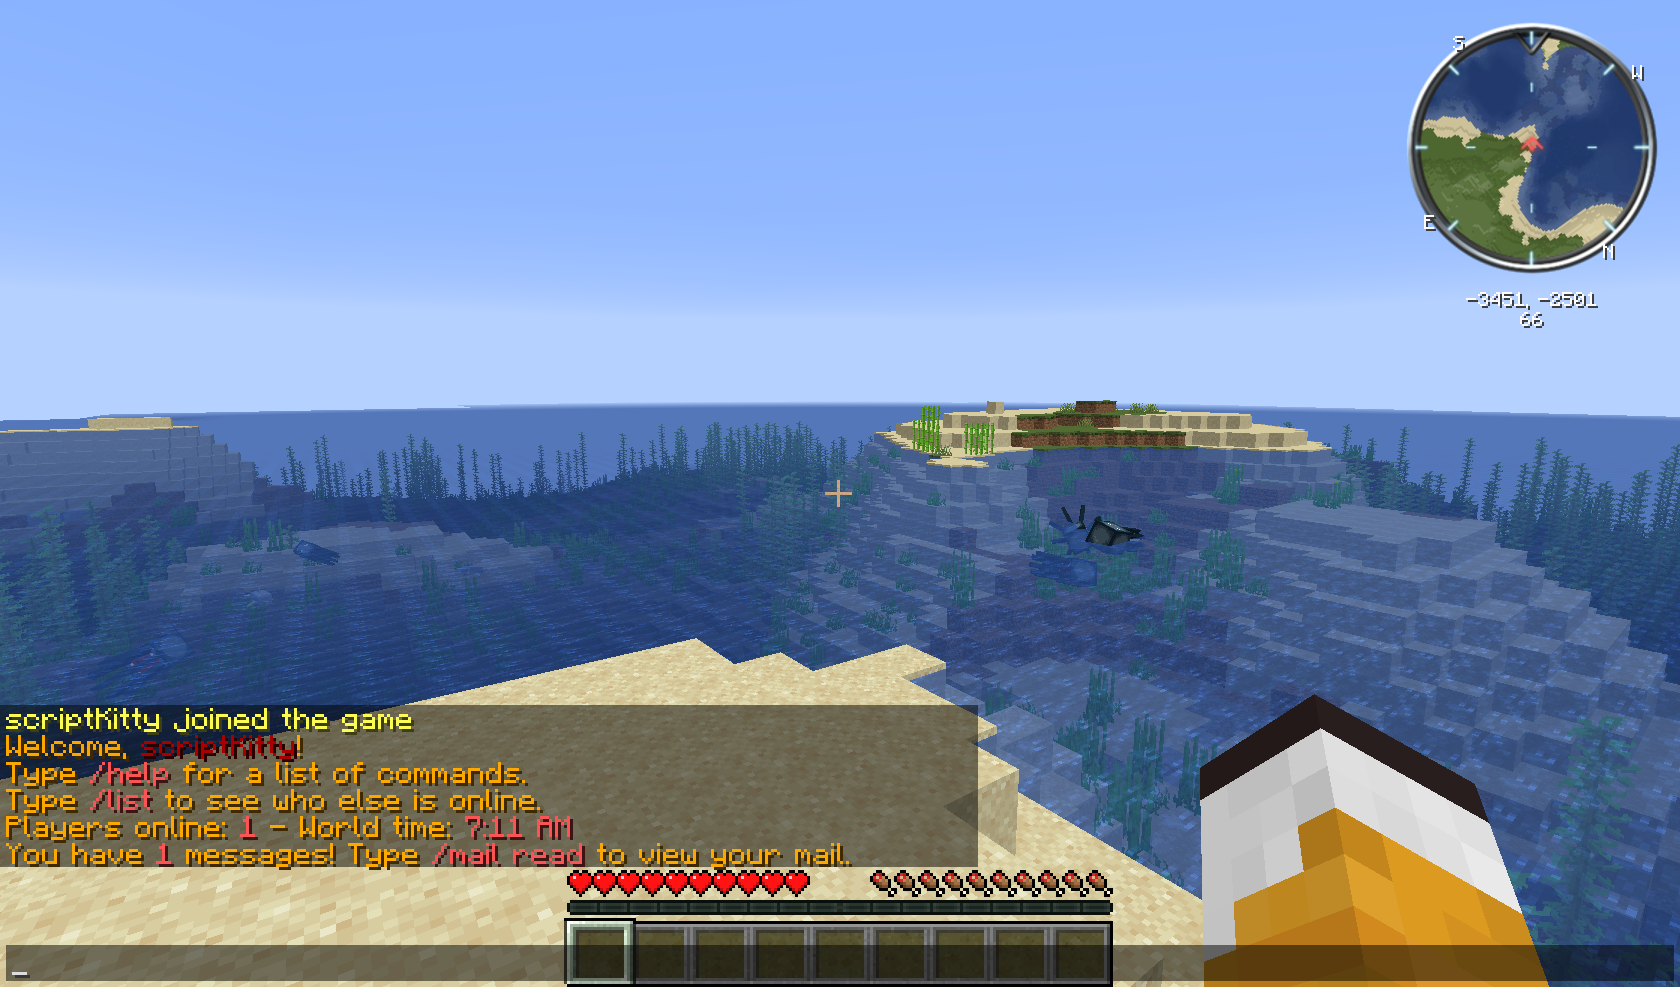 S
W
E
N
-3451, -2501
66
scriptKitty joined the game
Welcome, scriptKitty!
Type /help for a list of commands.
Type /list to see who else is online.
Players online: 1 - World time: 7:11 AM
You have 1 messages! Type /mail read to view your mail.
_